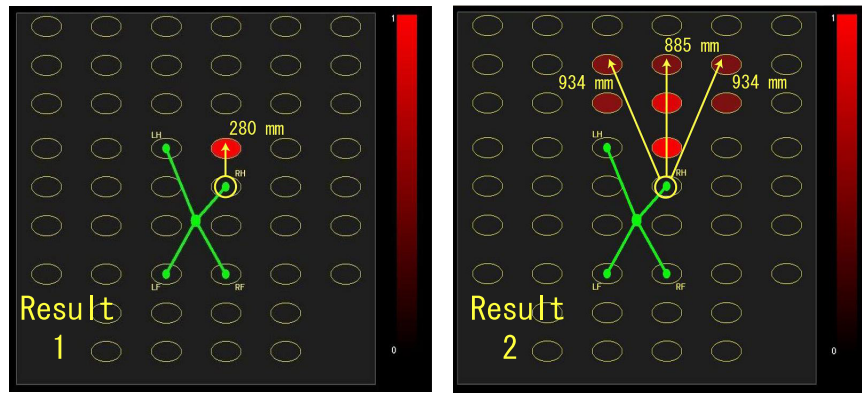 1
280 mm
LH
RH
LF
RF
Result
1
0
1
885 mm
934 mm
934 mm
LH
RH
LF
RF
Result
2
0